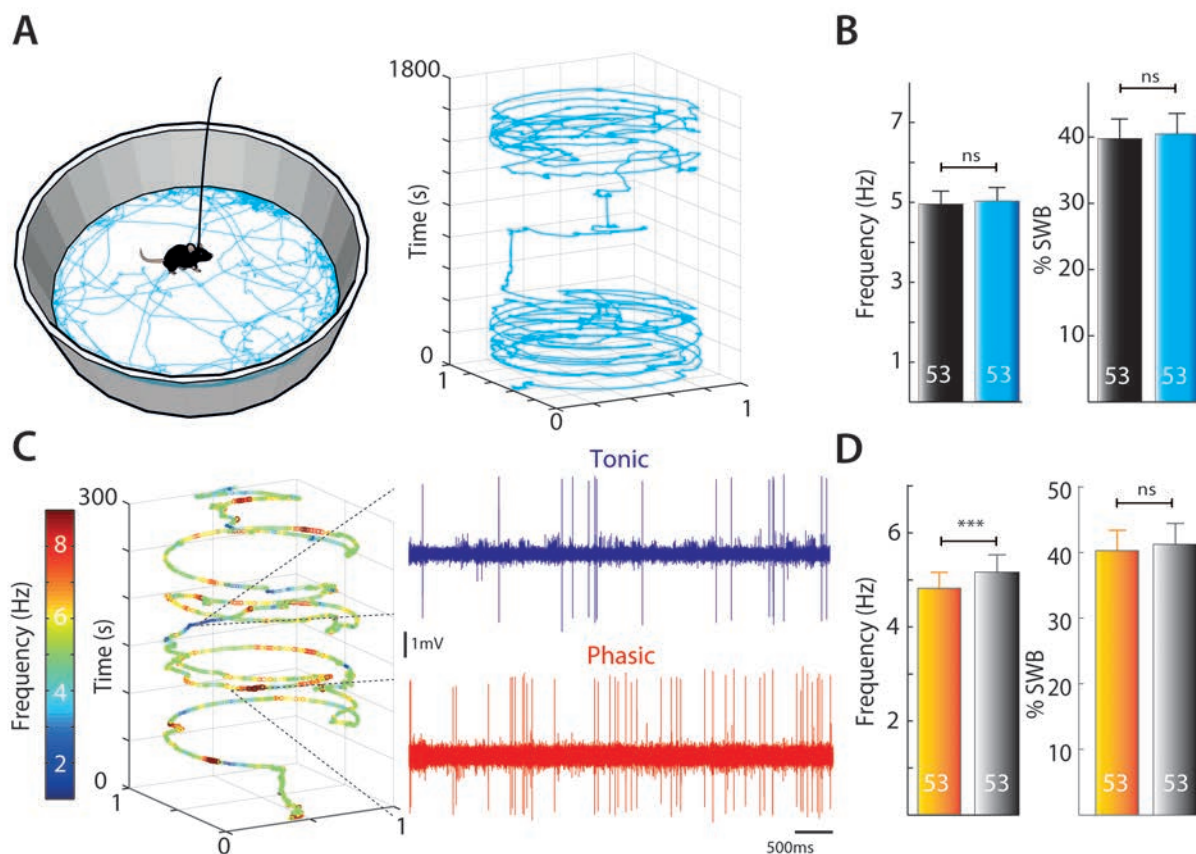 A
1800
Time (s)
0
1
0
1
B
Frequency (Hz)
7
5
3
1
ns
53
53
% SWB
40
30
20
10
ns
53
53
C
Frequency (Hz)
8
6
4
2
300
Time (s)
0
1
0
1
Tonic
1mV
Phasic
500ms
D
Frequency (Hz)
6
4
2
***
53
53
% SWB
50
40
30
20
10
ns
53
53